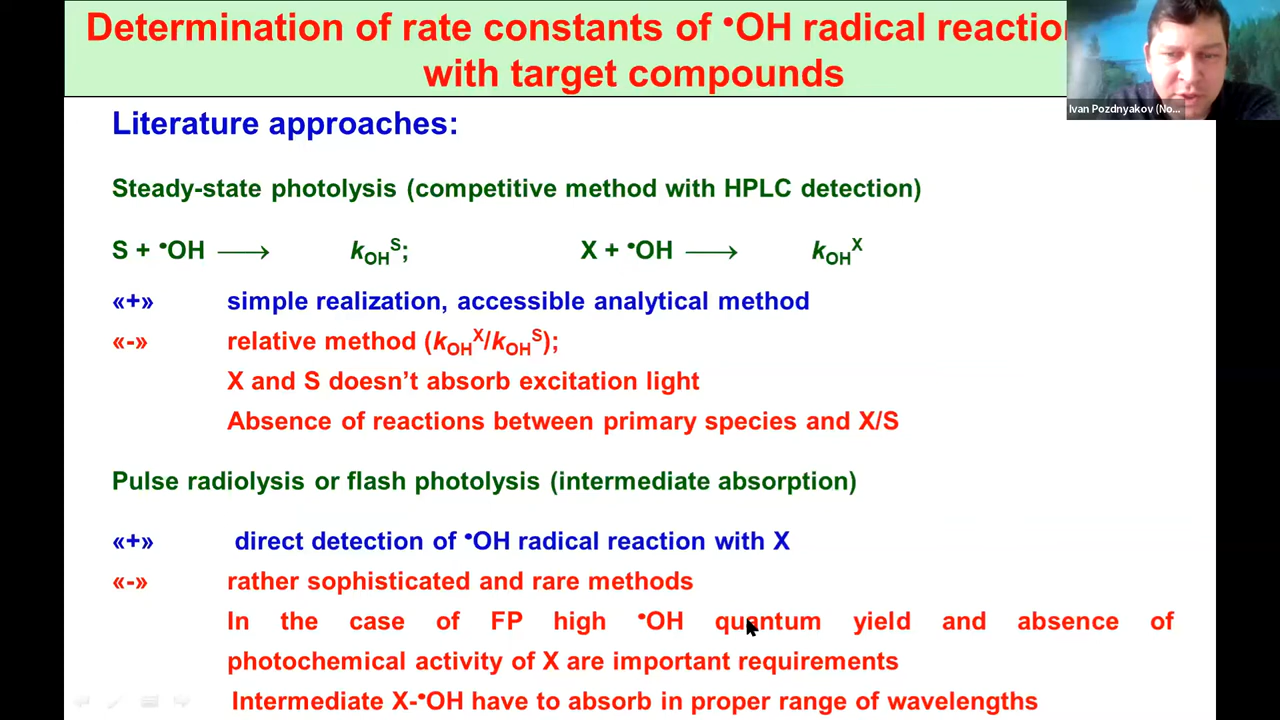 Determination of rate constants of •OH radical reactio
with target compounds
Ivan Pozdnyakov (No...
Literature approaches:
Steady-state photolysis (competitive method with HPLC detection)
S + •OH ⟶ k_OH^S; X + •OH ⟶ k_OH^X
«+» simple realization, accessible analytical method
«-» relative method (k_OH^X/k_OH^S);
X and S doesn't absorb excitation light
Absence of reactions between primary species and X/S
Pulse radiolysis or flash photolysis (intermediate absorption)
«+» direct detection of •OH radical reaction with X
«-» rather sophisticated and rare methods
In the case of FP high •OH quantum yield and absence of
photochemical activity of X are important requirements
Intermediate X-•OH have to absorb in proper range of wavelengths